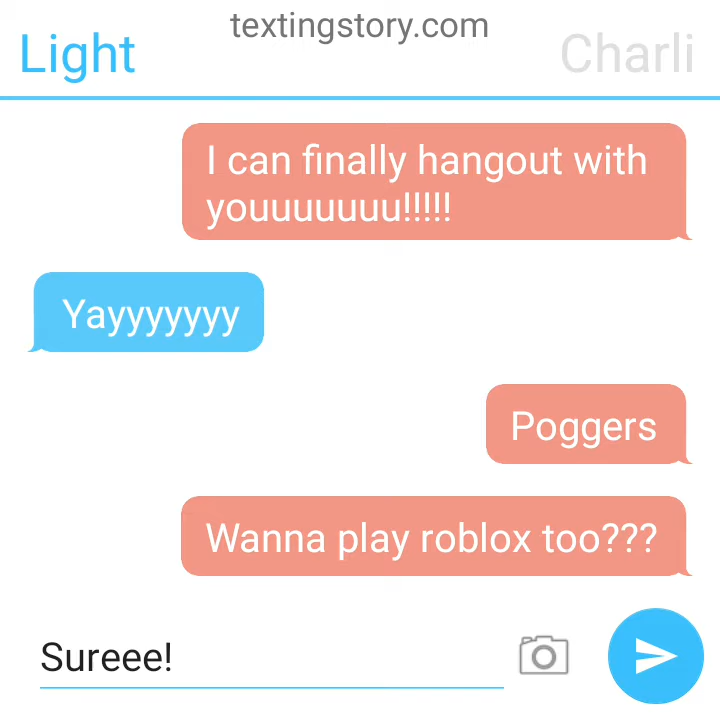 textingstory.com
Light
Charli
I can finally hangout with
youuuuuuu!!!!!
Yayyyyyyy
Poggers
Wanna play roblox too???
Sureee!